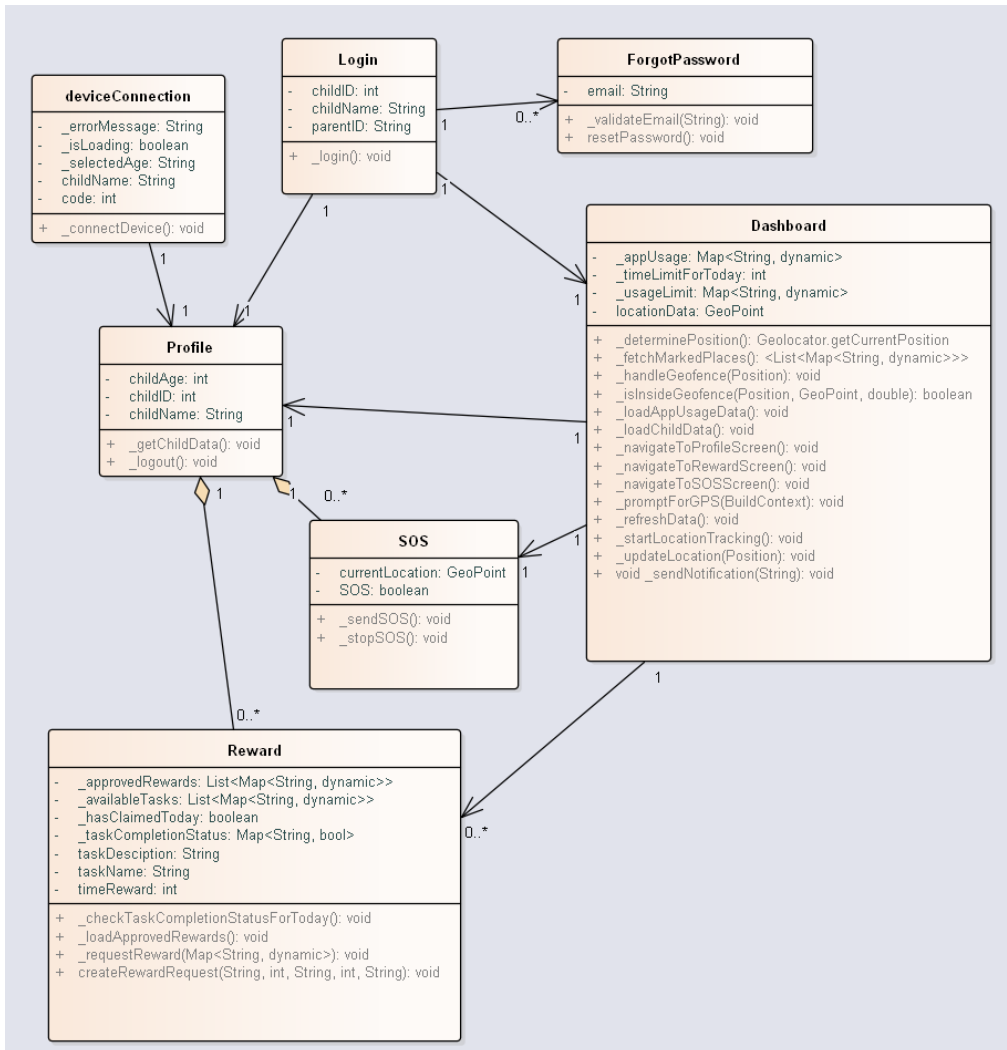 Login
- childID: int
- childName: String
- parentID: String
+ _login(): void
ForgotPassword
- email: String
+ _validateEmail(String): void
+ resetPassword(): void
deviceConnection
- _errorMessage: String
- _isLoading: boolean
- _selectedAge: String
- childName: String
- code: int
+ _connectDevice(): void
1
0..*
1
1
1
1
1
1
Dashboard
- _appUsage: Map<String, dynamic>
- _timeLimitForToday: int
- _usageLimit: Map<String, dynamic>
- locationData: GeoPoint
+ _determinePosition(): Geolocator.getCurrentPosition
+ _fetchMarkedPlaces(): <List<Map<String, dynamic>>>
+ _handleGeofence(Position): void
+ _isInsideGeofence(Position, GeoPoint, double): boolean
+ _loadAppUsageData(): void
+ _loadChildData(): void
+ _navigateToProfileScreen(): void
+ _navigateToRewardScreen(): void
+ _navigateToSOSScreen(): void
+ _promptForGPS(BuildContext): void
+ _refreshData(): void
+ _startLocationTracking(): void
+ _updateLocation(Position): void
+ void _sendNotification(String): void
Profile
- childAge: int
- childID: int
- childName: String
+ _getChildData(): void
+ _logout(): void
1
1
1
1
0..*
1
1
SOS
- currentLocation: GeoPoint
- SOS: boolean
+ _sendSOS(): void
+ _stopSOS(): void
1
0..*
0..*
Reward
- _approvedRewards: List<Map<String, dynamic>>
- _availableTasks: List<Map<String, dynamic>>
- _hasClaimedToday: boolean
- _taskCompletionStatus: Map<String, bool>
- taskDesciption: String
- taskName: String
- timeReward: int
+ _checkTaskCompletionStatusForToday(): void
+ _loadApprovedRewards(): void
+ _requestReward(Map<String, dynamic>): void
+ createRewardRequest(String, int, String, int, String): void